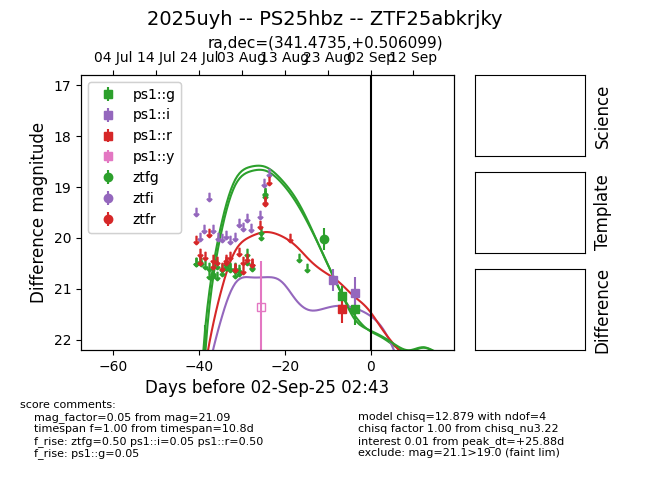 2025uyh -- PS25hbz -- ZTF25abkrjky
ra,dec=(341.4735,+0.506099)
04 Jul 14 Jul 24 Jul 03 Aug 13 Aug 23 Aug 02 Sep 12 Sep
17
18
19
20
21
22
Difference magnitude
ps1::g
ps1::i
ps1::r
ps1::y
ztfg
ztfi
ztfr
−60 −40 −20 0
Days before 02-Sep-25 02:43
Science
Template
Difference
score comments:
mag_factor=0.05 from mag=21.09
timespan f=1.00 from timespan=10.8d
f_rise: ztfg=0.50 ps1::i=0.05 ps1::r=0.50
f_rise: ps1::g=0.05
model chisq=12.879 with ndof=4
chisq factor 1.00 from chisq_nu3.22
interest 0.01 from peak_dt=+25.88d
exclude: mag=21.1>19.0 (faint lim)